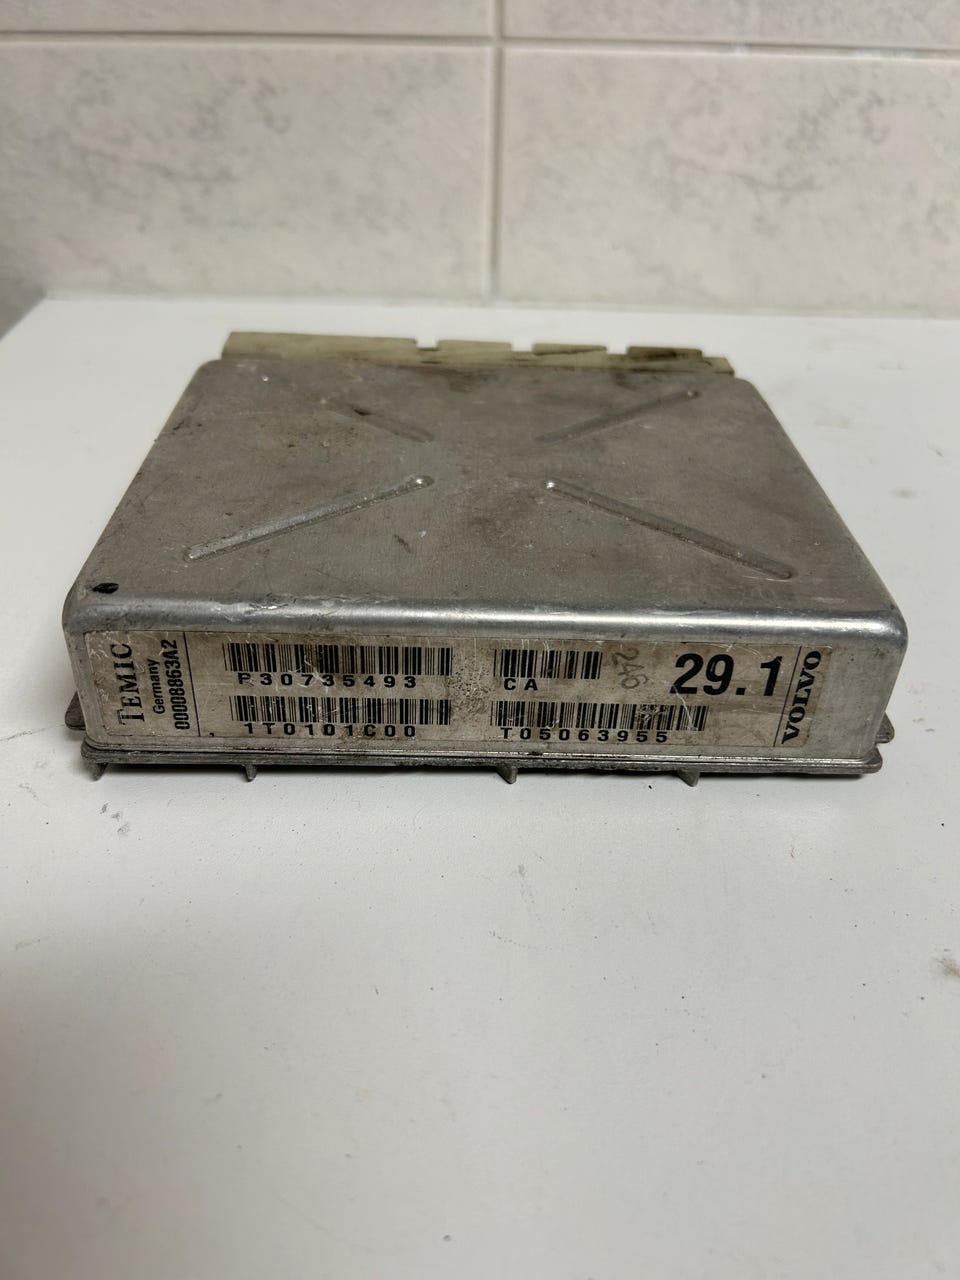 TEMIC
Germany
00008863A2
P30735493
1T0101C00
CA
T05063955
246
29.1
VOLVO